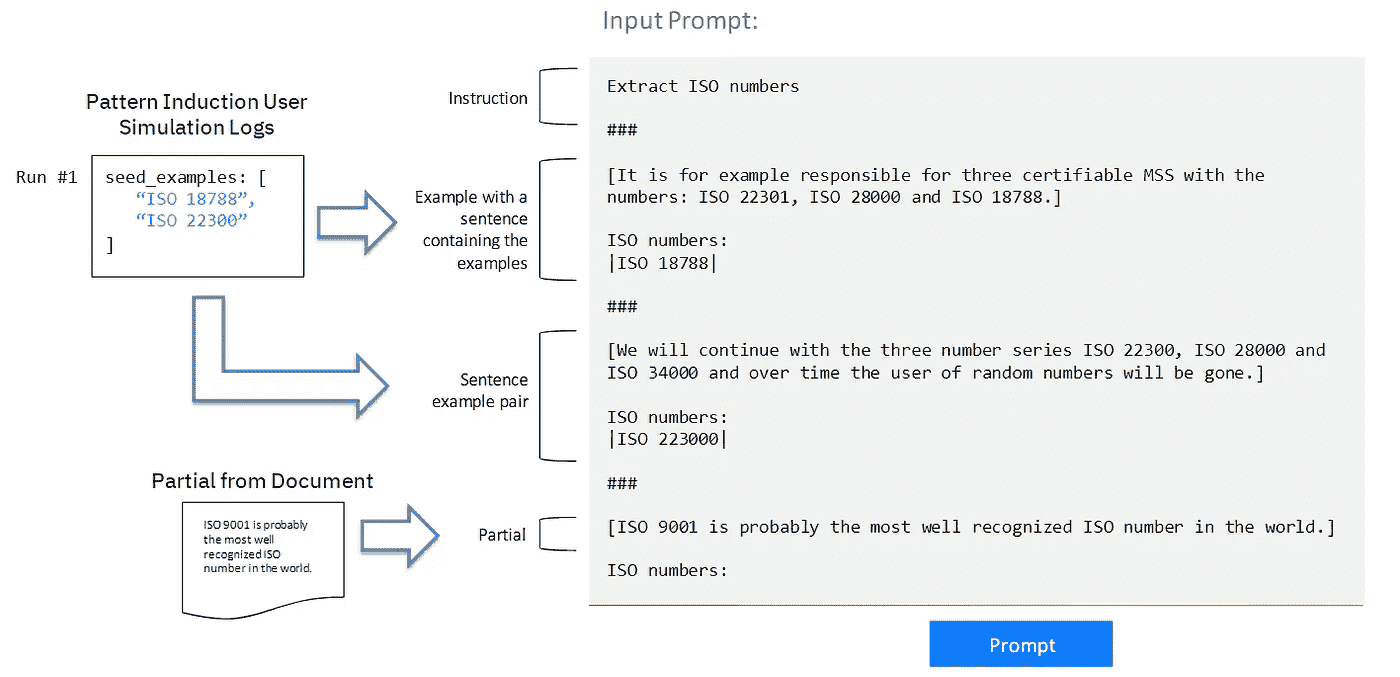 Input Prompt:
Pattern Induction User
Simulation Logs
Run #1
seed_examples: [
“ISO 18788”,
“ISO 22300”
]
Instruction
Extract ISO numbers
###
Example with a
sentence
containing the
examples
[It is for example responsible for three certifiable MSS with the
numbers: ISO 22301, ISO 28000 and ISO 18788.]
ISO numbers:
|ISO 18788|
###
Sentence
example pair
[We will continue with the three number series ISO 22300, ISO 28000 and
ISO 34000 and over time the user of random numbers will be gone.]
ISO numbers:
|ISO 223000|
###
Partial from Document
ISO 9001 is probably
the most well
recognized ISO
number in the world.
Partial
[ISO 9001 is probably the most well recognized ISO number in the world.]
ISO numbers:
Prompt